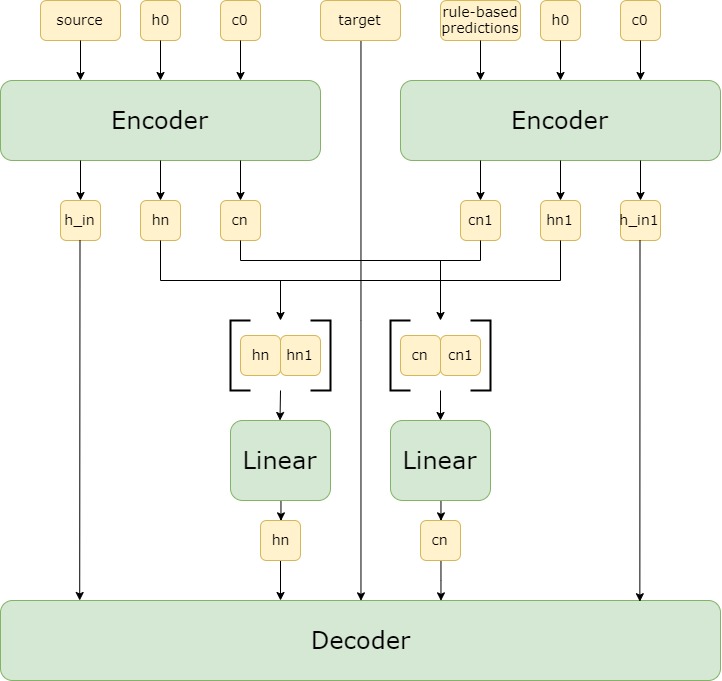 source
h0
c0
target
rule-based
predictions
h0
c0
Encoder
Encoder
h_in
hn
cn
cn1
hn1
h_in1
hn
hn1
cn
cn1
Linear
Linear
hn
cn
Decoder